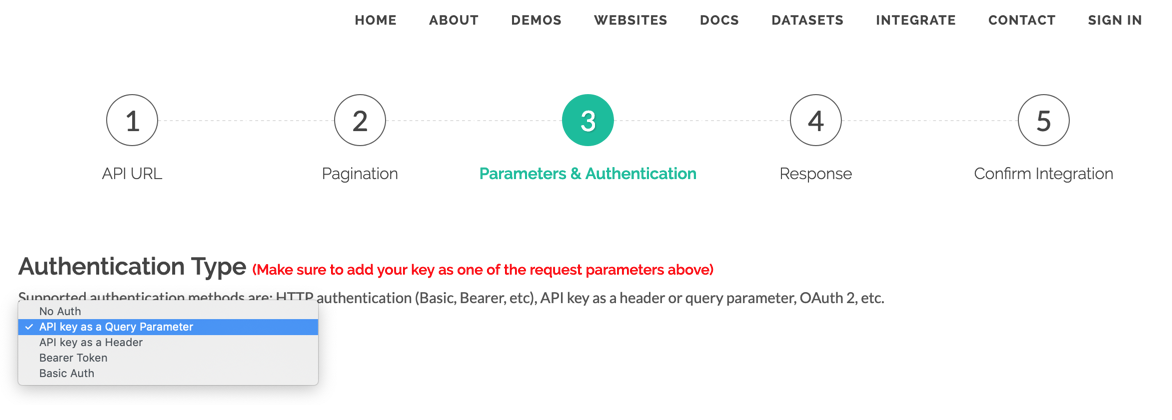 HOME ABOUT DEMOS WEBSITES DOCS DATASETS INTEGRATE CONTACT SIGN IN
1 2 3 4 5
API URL Pagination Parameters & Authentication Response Confirm Integration
Authentication Type (Make sure to add your key as one of the request parameters above)
Supported authentication methods are: HTTP authentication (Basic, Bearer, etc), API key as a header or query parameter, OAuth 2, etc.
No Auth
✓ API key as a Query Parameter
API key as a Header
Bearer Token
Basic Auth